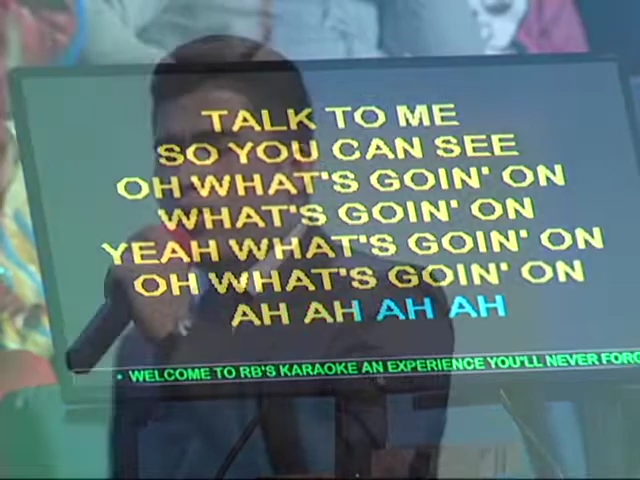 TALK TO ME
SO YOU CAN SEE
OH WHAT'S GOIN' ON
WHAT'S GOIN' ON
YEAH WHAT'S GOIN' ON
OH WHAT'S GOIN' ON
AH AH AH AH
• WELCOME TO RB'S KARAOKE AN EXPERIENCE YOU'LL NEVER FORG